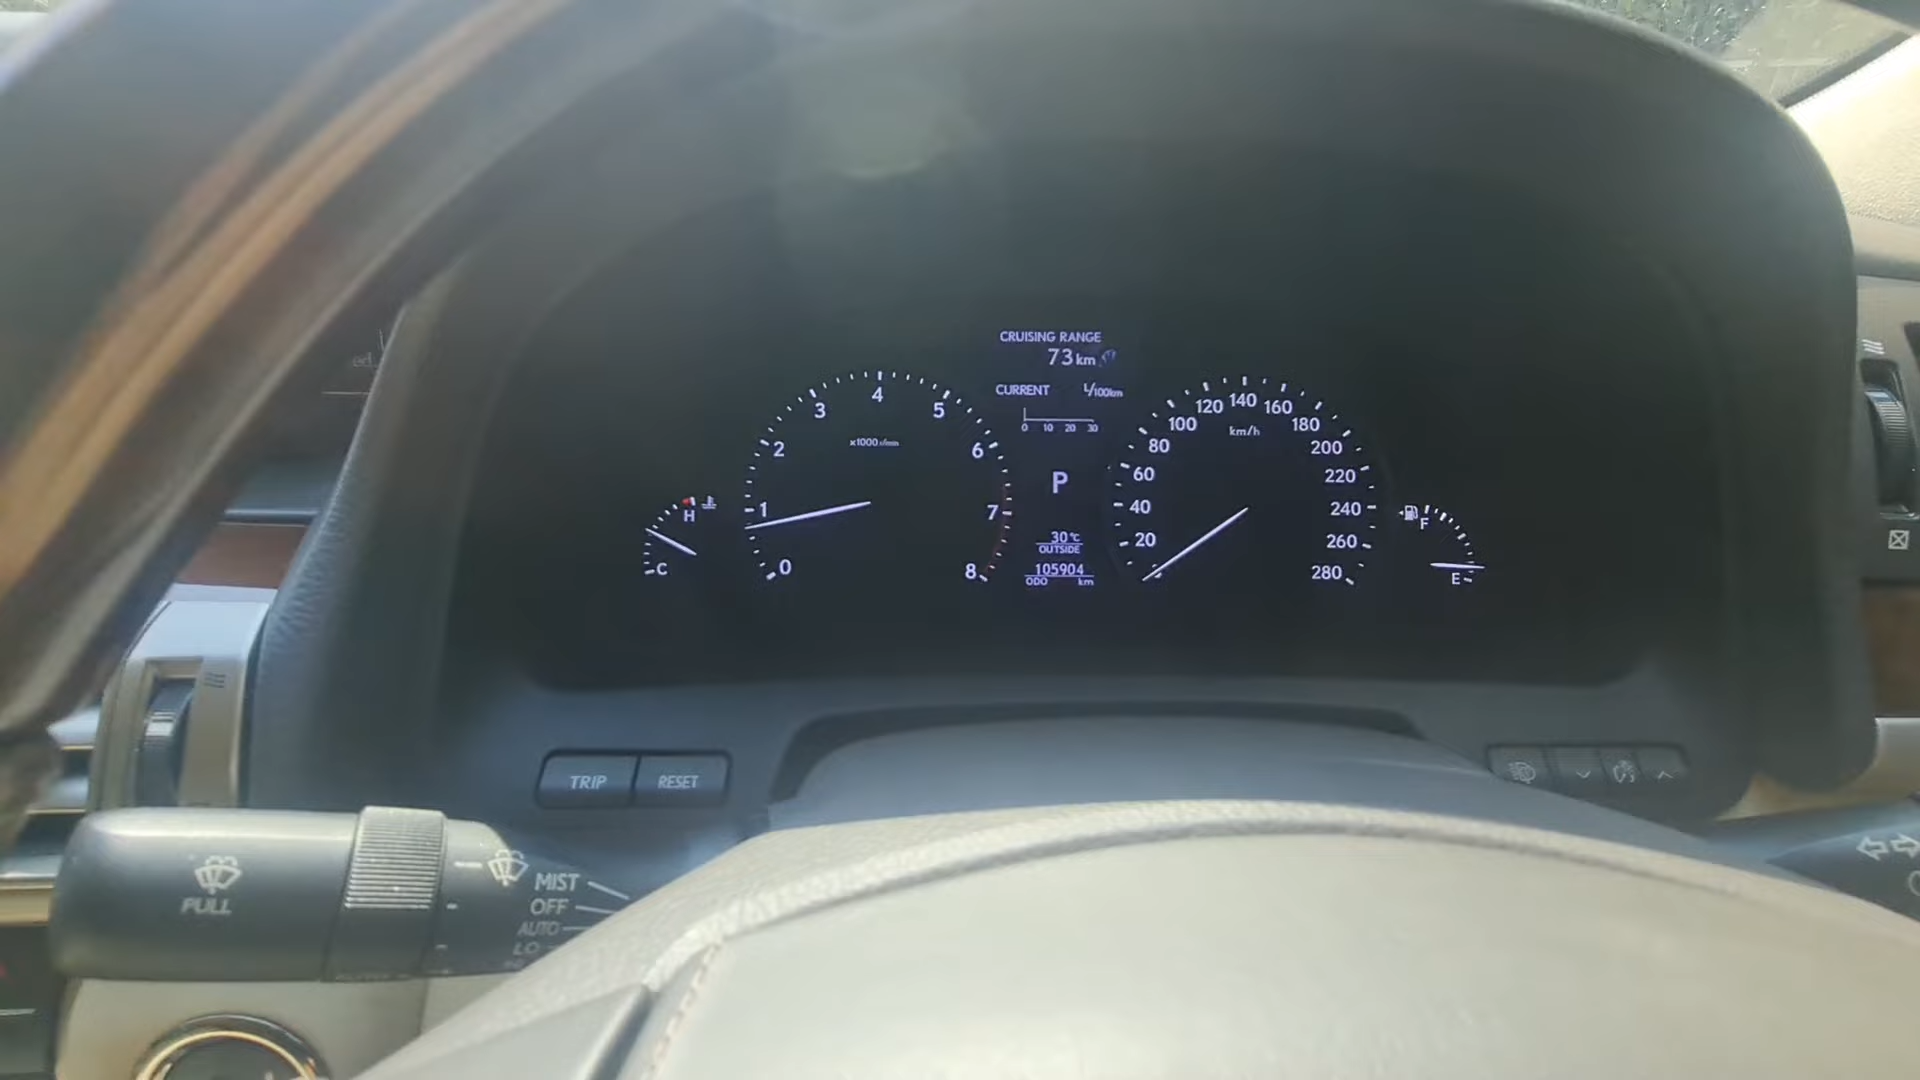 CRUISING RANGE
73 km
CURRENT L/100km
0 10 20 30
0 1 2 3 4 5 6 7 8
x1000 r/min
P
20 40 60 80 100 120 140 160 180 200 220 240 260 280
km/h
H
C
F
E
30°C
OUTSIDE
105904
ODO km
TRIP RESET
PULL
MIST
OFF
AUTO
LO